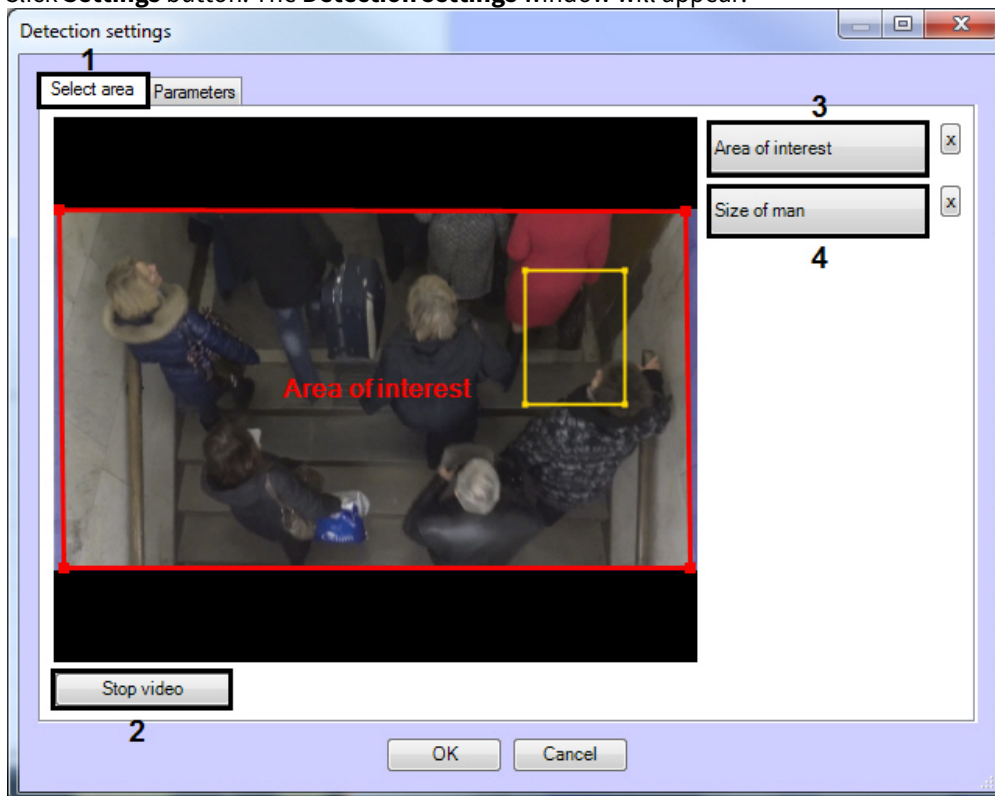 Click Settings button. The Detection settings window will appear.
Detection settings
1
Select area Parameters
3
Area of interest x
Size of man x
4
Area of interest
Stop video
2
OK Cancel